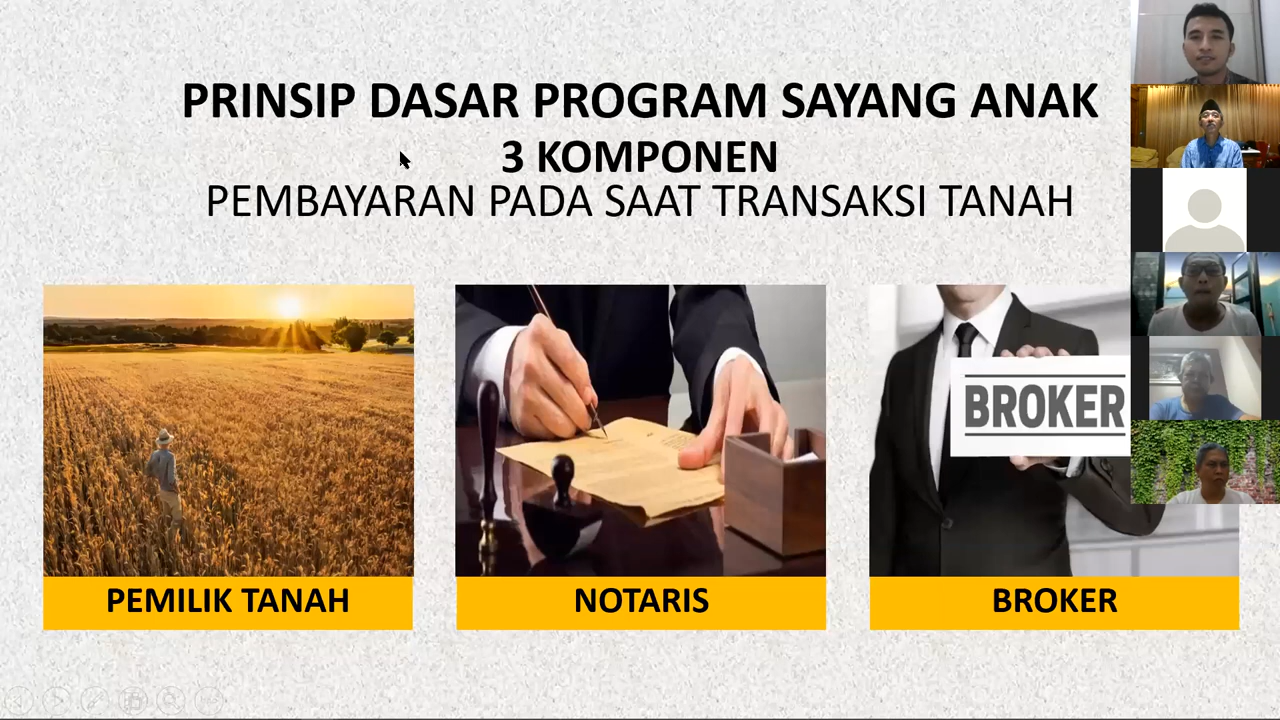 PRINSIP DASAR PROGRAM SAYANG ANAK
3 KOMPONEN
PEMBAYARAN PADA SAAT TRANSAKSI TANAH
BROKER
PEMILIK TANAH
NOTARIS
BROKER